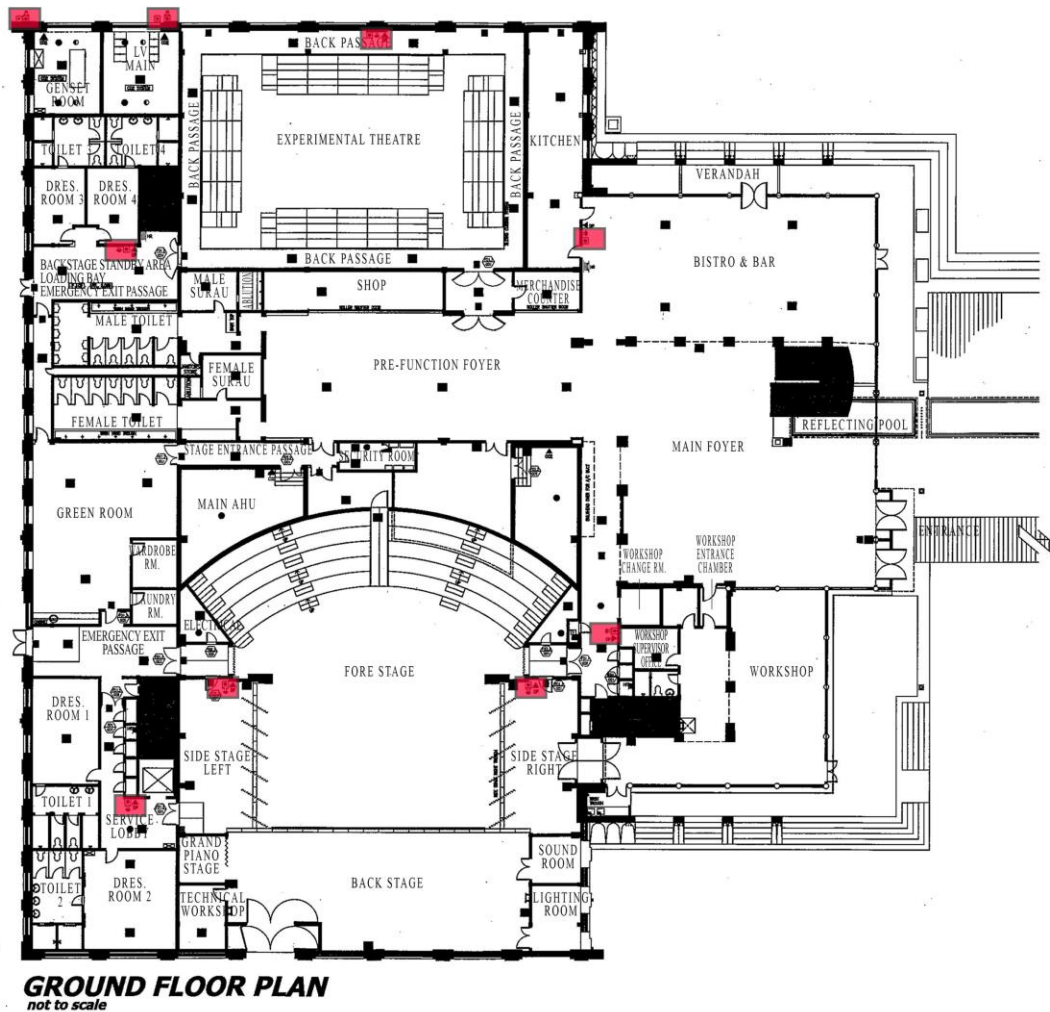 BACK PASSAGE
LV
MAIN
GENSET
ROOM
EXPERIMENTAL THEATRE
BACK PASSAGE
BACK PASSAGE
KITCHEN
TOILET 3
TOILET 4
VERANDAH
DRES.
ROOM 3
DRES.
ROOM 4
BACK PASSAGE
BISTRO & BAR
BACKSTAGE STANDBY AREA
LOADING BAY
EMERGENCY EXIT PASSAGE
MALE
SURAU
ABLUTION
SHOP
MERCHANDISE
COUNTER
MALE TOILET
PRE-FUNCTION FOYER
FEMALE
SURAU
FEMALE TOILET
REFLECTING POOL
STAGE ENTRANCE PASSAGE
SECURITY ROOM
MAIN FOYER
MAIN AHU
GREEN ROOM
ENTRANCE
WARDROBE
RM.
WORKSHOP
CHANGE RM.
WORKSHOP
ENTRANCE
CHAMBER
LAUNDRY
RM.
ELECTRICAL
EMERGENCY EXIT
PASSAGE
WORKSHOP
SUPERVISOR
OFFICE
FORE STAGE
WORKSHOP
DRES.
ROOM 1
SIDE STAGE
LEFT
SIDE STAGE
RIGHT
TOILET 1
SERVICE
LOBBY
GRAND
PIANO
STAGE
SOUND
ROOM
BACK STAGE
DRES.
ROOM 2
TOILET
2
TECHNICAL
WORKSHOP
LIGHTING
ROOM
GROUND FLOOR PLAN
not to scale